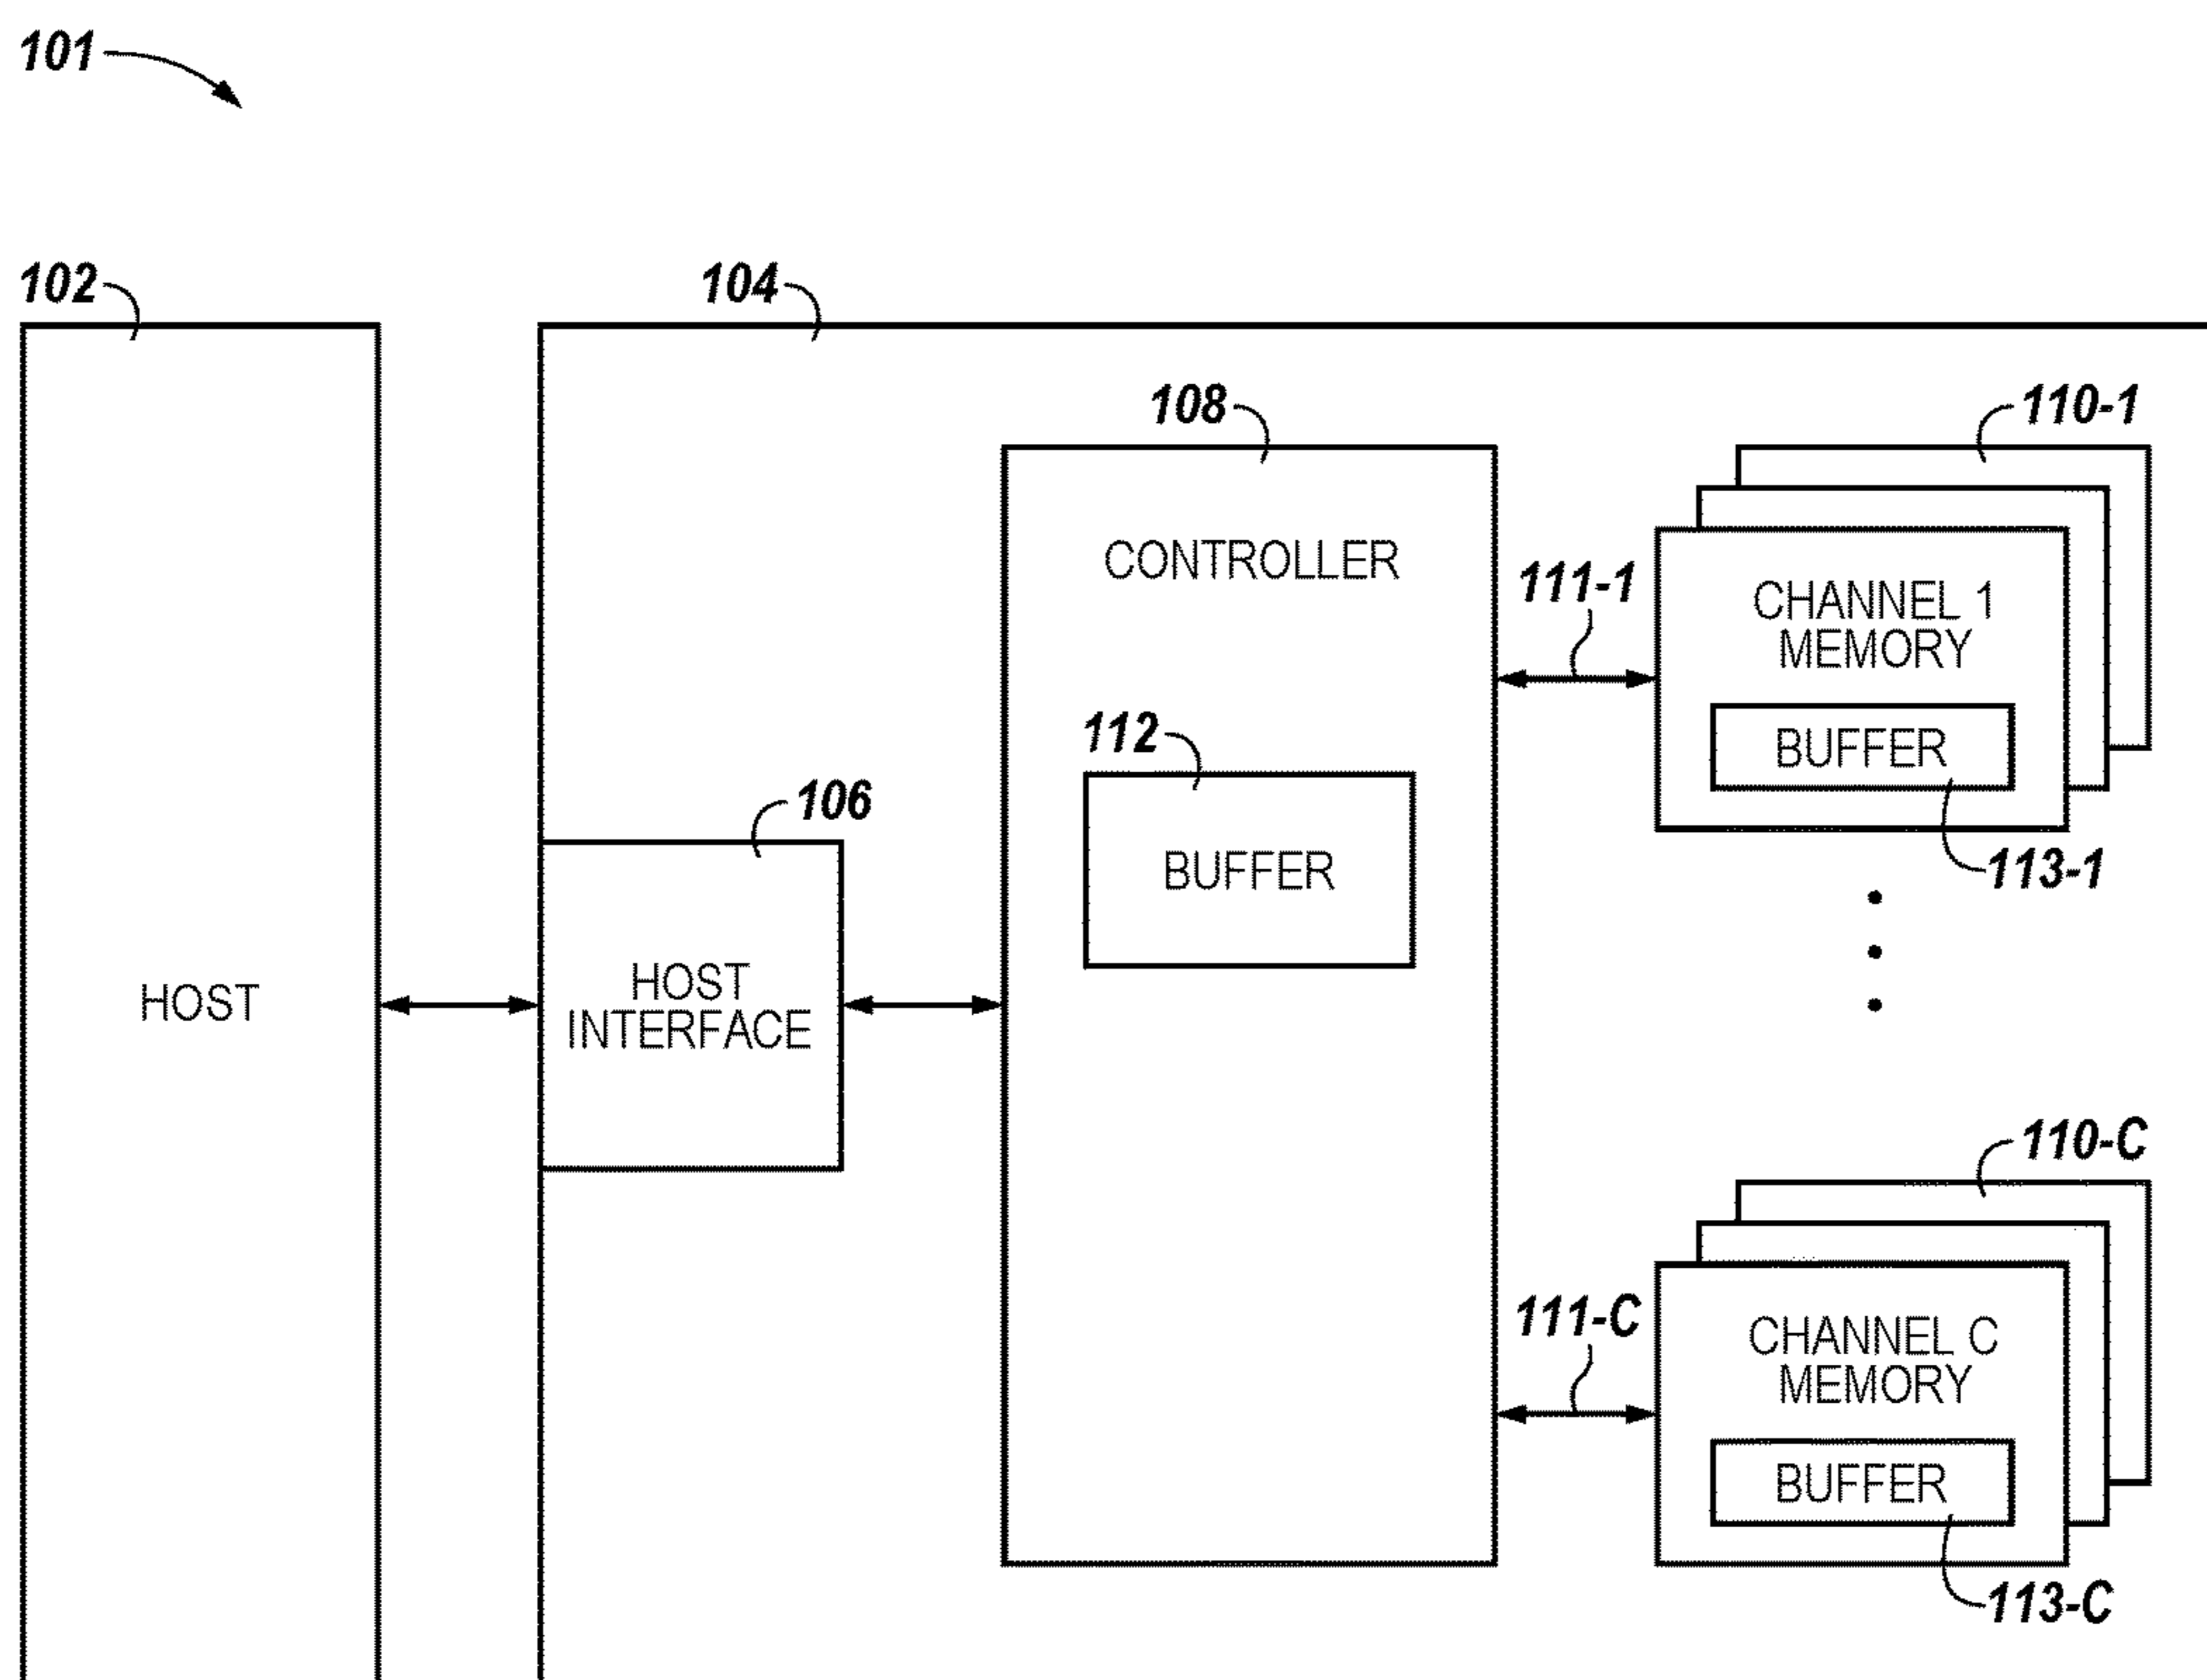 101
102
104
108
110-1
CONTROLLER
111-1
CHANNEL 1
MEMORY
112
BUFFER
106
BUFFER
113-1
HOST
HOST
INTERFACE
110-C
111-C
CHANNEL C
MEMORY
BUFFER
113-C